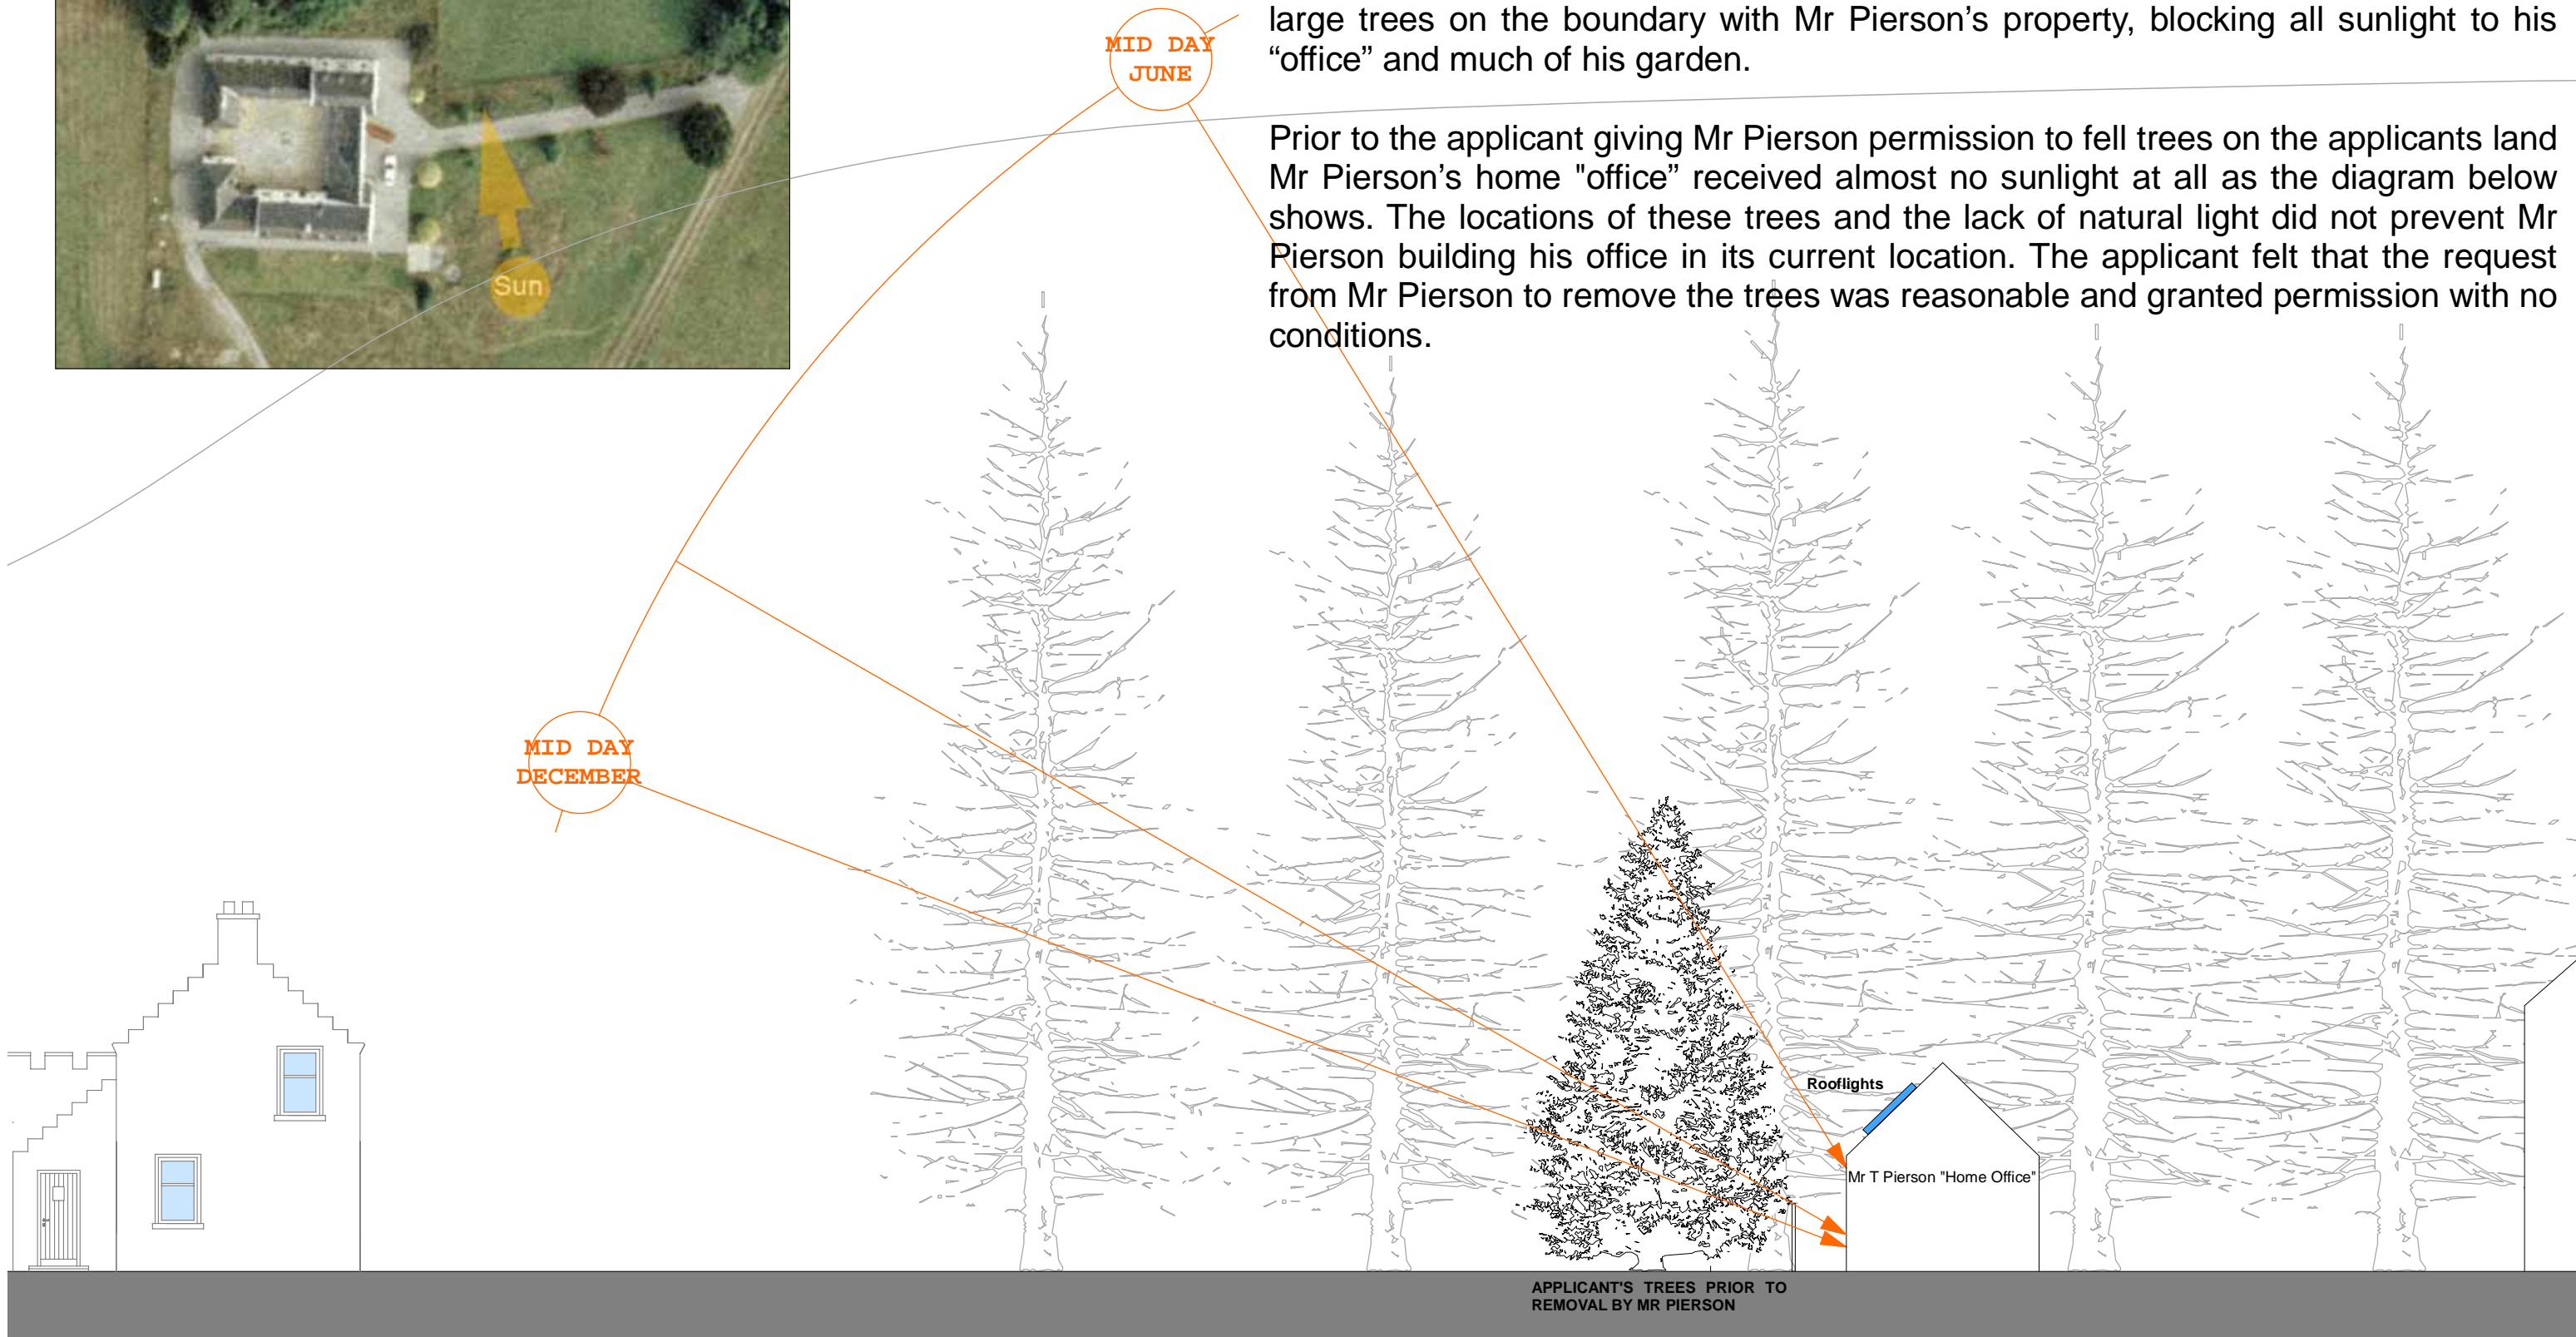 large trees on the boundary with Mr Pierson’s property, blocking all sunlight to his
“office” and much of his garden.
Prior to the applicant giving Mr Pierson permission to fell trees on the applicants land
Mr Pierson’s home "office” received almost no sunlight at all as the diagram below
shows. The locations of these trees and the lack of natural light did not prevent Mr
Pierson building his office in its current location. The applicant felt that the request
from Mr Pierson to remove the trees was reasonable and granted permission with no
conditions.
MID DAY
JUNE
Sun
MID DAY
DECEMBER
Rooflights
Mr T Pierson "Home Office"
APPLICANT'S TREES PRIOR TO
REMOVAL BY MR PIERSON